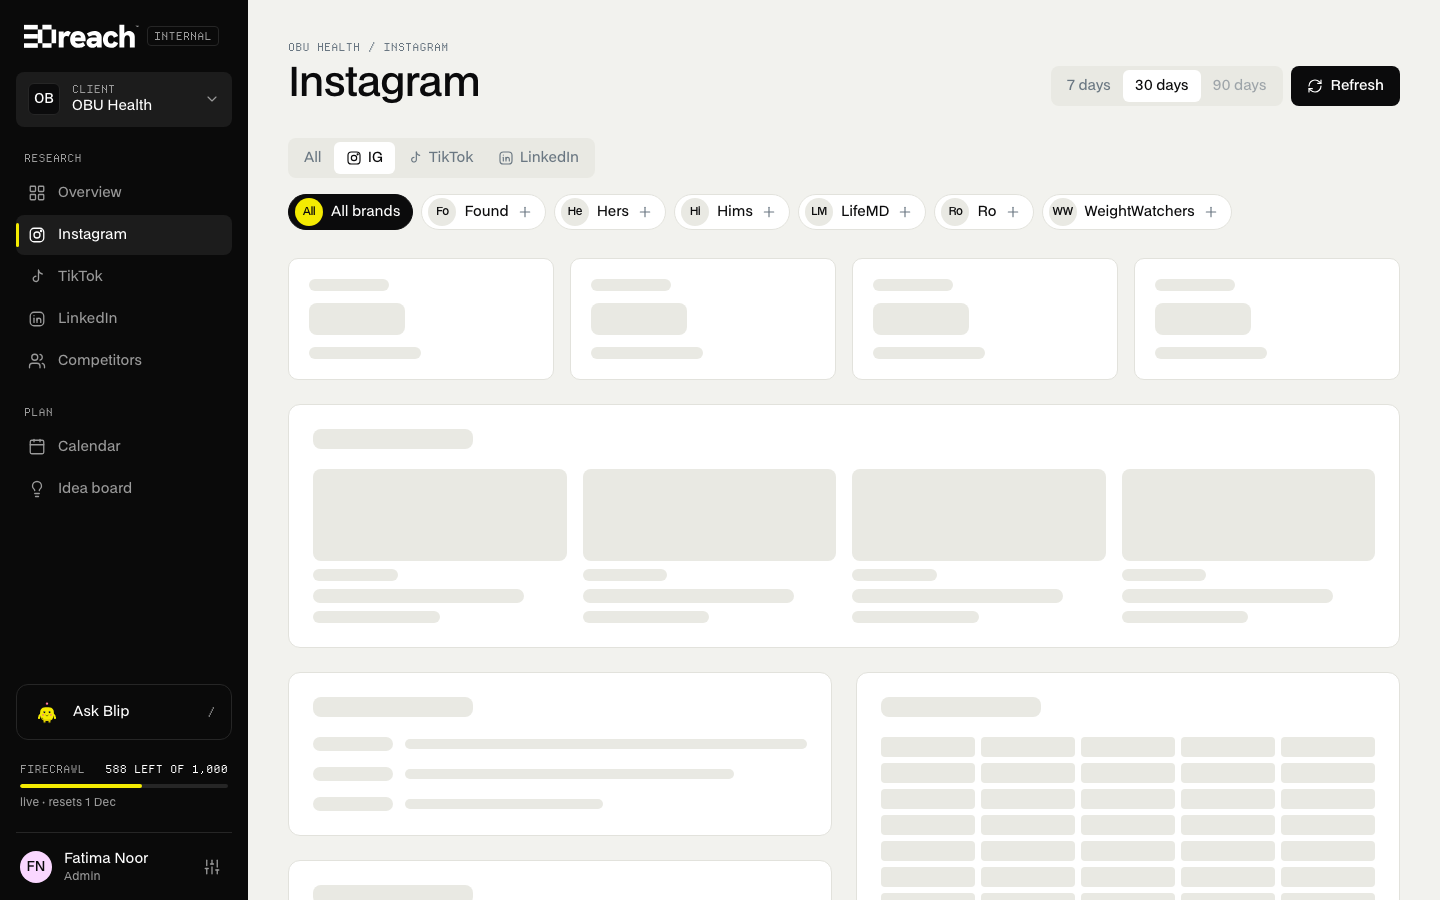 reach
INTERNAL
OB
CLIENT
OBU Health
RESEARCH
Overview
Instagram
TikTok
LinkedIn
Competitors
PLAN
Calendar
Idea board
Ask Blip
/
FIRECRAWL
588 LEFT OF 1,000
live · resets 1 Dec
FN
Fatima Noor
Admin
OBU HEALTH / INSTAGRAM
Instagram
7 days
30 days
90 days
Refresh
All
IG
TikTok
LinkedIn
All
All brands
Fo
Found
He
Hers
HI
Hims
LM
LifeMD
Ro
Ro
WW
WeightWatchers